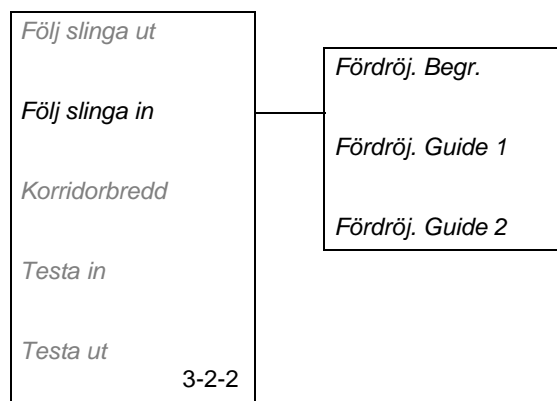 Följ slinga ut
Följ slinga in
Korridorbredd
Testa in
Testa ut
3-2-2
Fördröj. Begr.
Fördröj. Guide 1
Fördröj. Guide 2